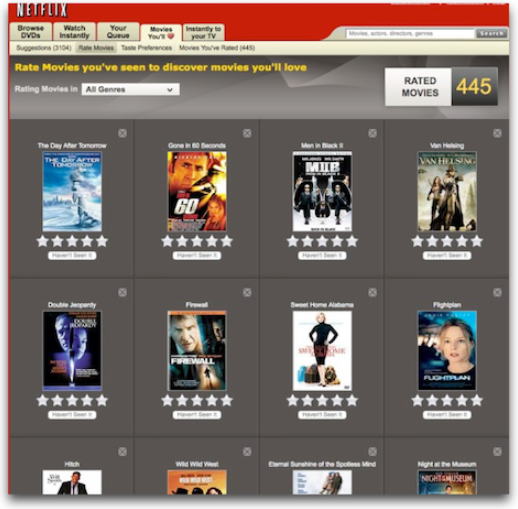 NETFLIX
Browse DVDs
Watch Instantly
Your Queue
Movies You'll
Instantly to your TV
Movies, actors, directors, genres
Search
Suggestions (3104) Rate Movies Taste Preferences Movies You've Rated (445)
Rate Movies you've seen to discover movies you'll love
Rating Movies in All Genres
RATED MOVIES 445
The Day After Tomorrow Gone in 60 Seconds Men in Black II Van Helsing
THE DAY AFTER TOMORROW
60
MIIB
VAN HELSING
Haven't Seen It Haven't Seen It Haven't Seen It Haven't Seen It
Double Jeopardy Firewall Sweet Home Alabama Flightplan
DOUBLE JEOPARDY
FIREWALL
SWEET HOME
FLIGHTPLAN
Haven't Seen It Haven't Seen It Haven't Seen It Haven't Seen It
Hitch Wild Wild West Eternal Sunshine of the Spotless Mind Night at the Museum
WILD WILD WEST
NIGHT MUSEUM